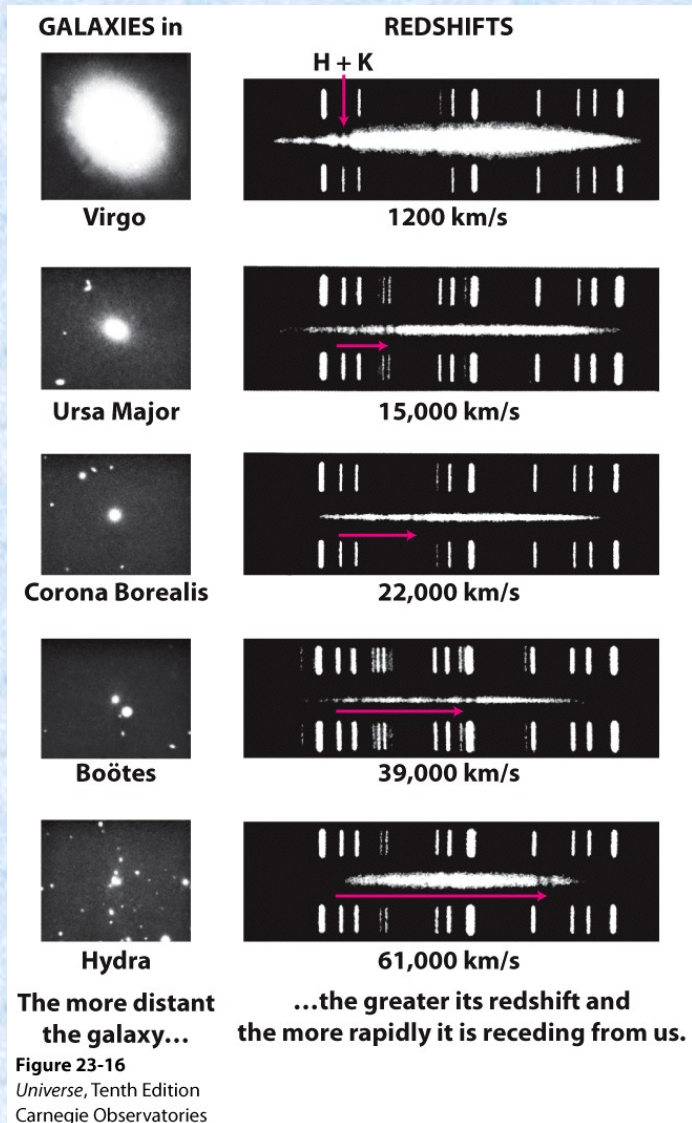 GALAXIES in
REDSHIFTS
H + K
Virgo
1200 km/s
Ursa Major
15,000 km/s
Corona Borealis
22,000 km/s
Boötes
39,000 km/s
Hydra
61,000 km/s
The more distant
the galaxy...
...the greater its redshift and
the more rapidly it is receding from us.
Figure 23-16
Universe, Tenth Edition
Carnegie Observatories